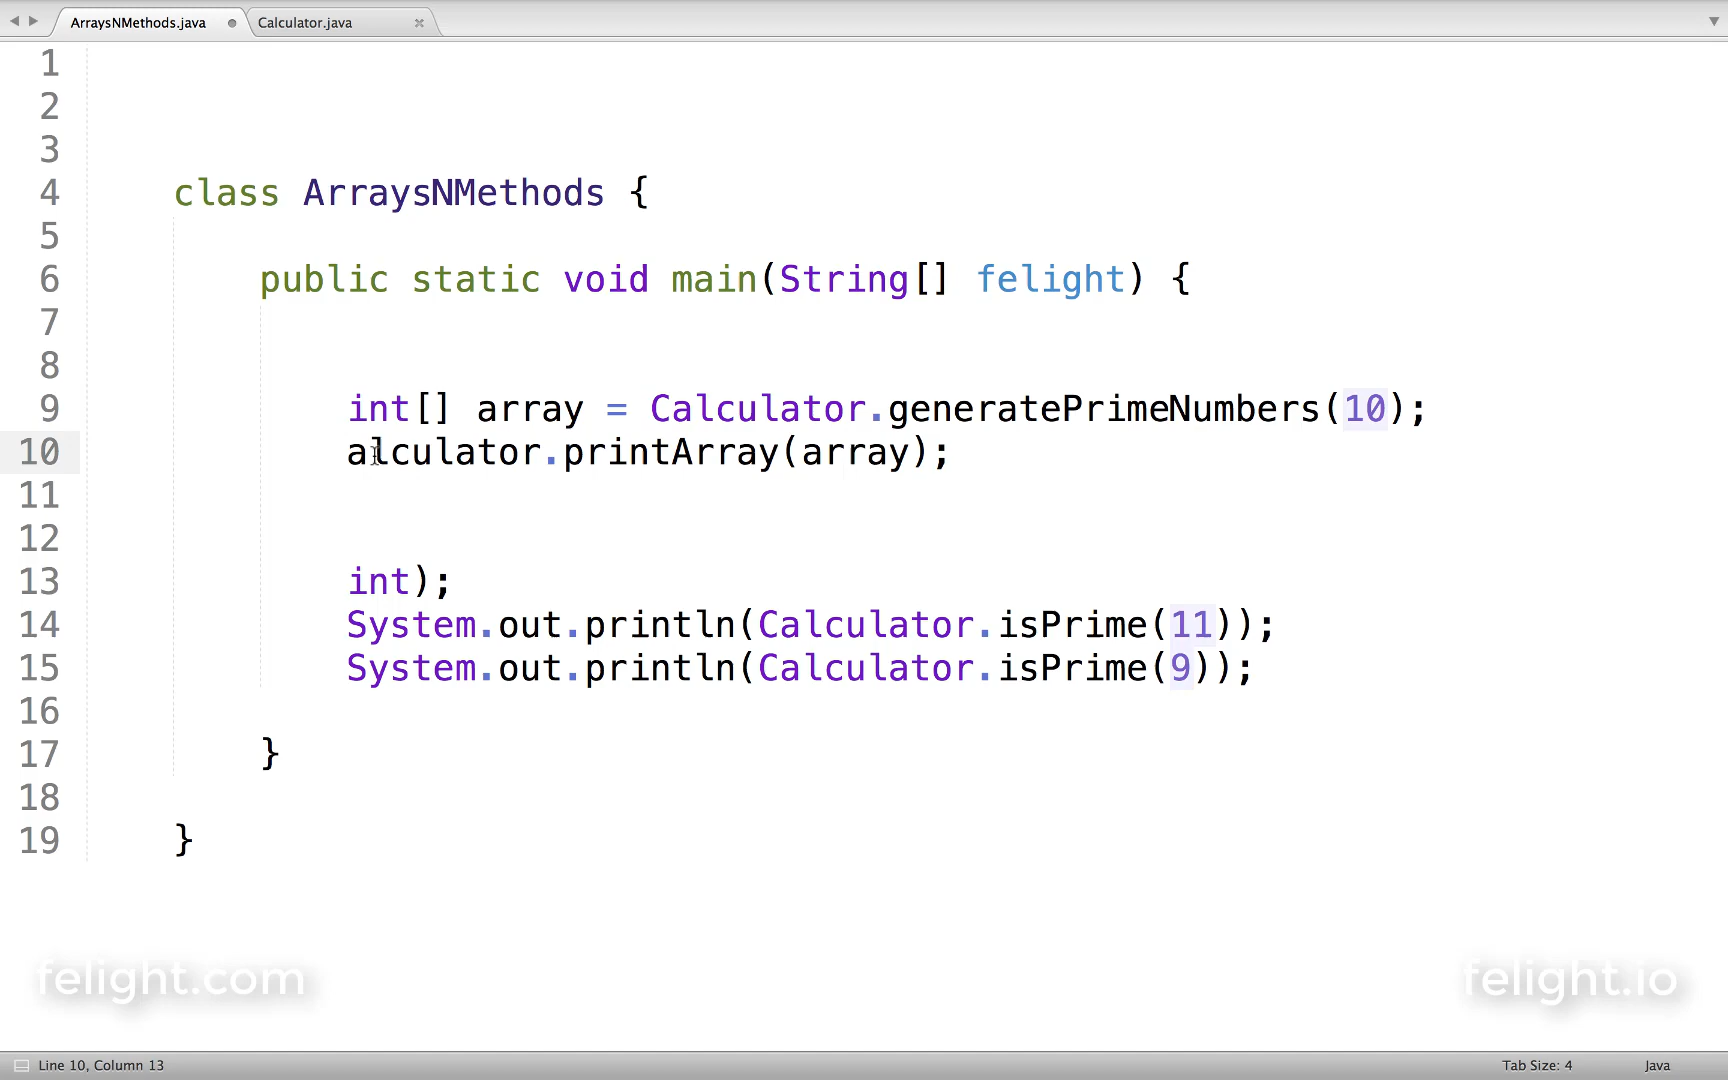 ArraysNMethods.java
Calculator.java
1
2
3
4 class ArraysNMethods {
5
6 public static void main(String[] felight) {
7
8
9 int[] array = Calculator.generatePrimeNumbers(10);
10 alculator.printArray(array);
11
12
13 int);
14 System.out.println(Calculator.isPrime(11));
15 System.out.println(Calculator.isPrime(9));
16
17 }
18
19 }
felight.com
felight.io
Line 10, Column 13
Tab Size: 4
Java